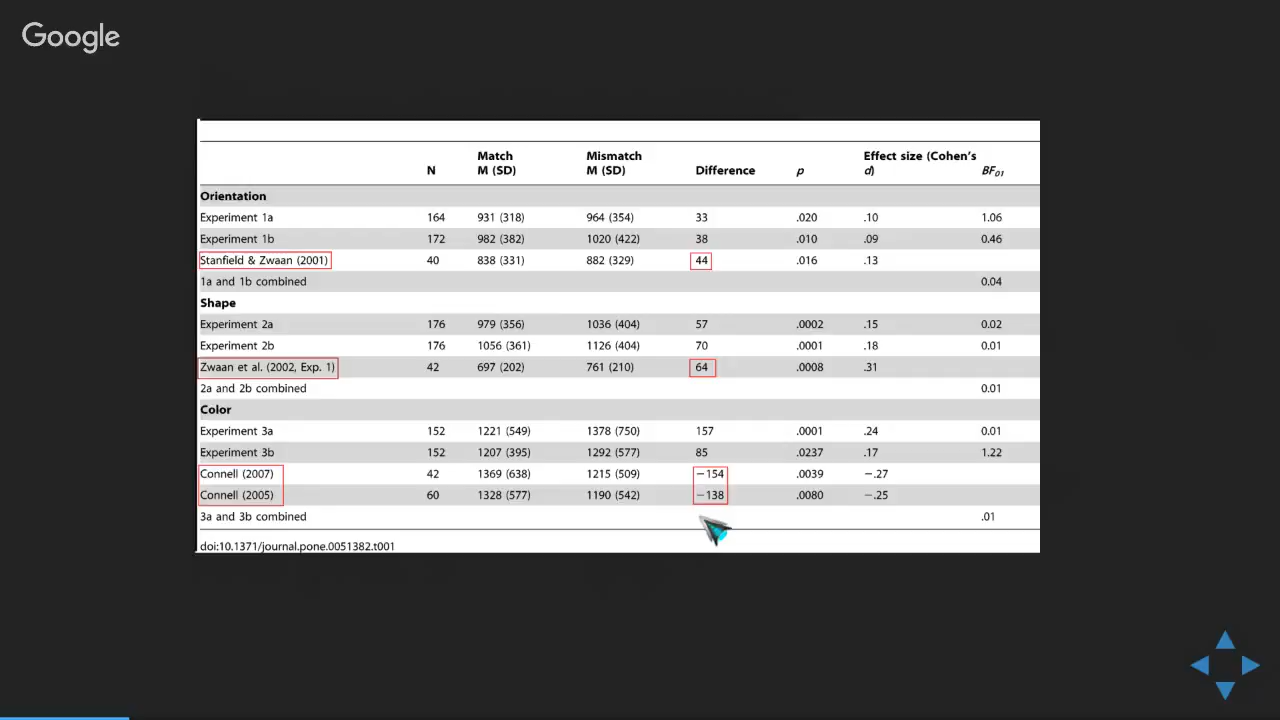 Google
Match Mismatch Effect size (Cohen's
N M (SD) M (SD) Difference p d) BF01
Orientation
Experiment 1a 164 931 (318) 964 (354) 33 .020 .10 1.06
Experiment 1b 172 982 (382) 1020 (422) 38 .010 .09 0.46
Stanfield & Zwaan (2001) 40 838 (331) 882 (329) 44 .016 .13
1a and 1b combined 0.04
Shape
Experiment 2a 176 979 (356) 1036 (404) 57 .0002 .15 0.02
Experiment 2b 176 1056 (361) 1126 (404) 70 .0001 .18 0.01
Zwaan et al. (2002, Exp. 1) 42 697 (202) 761 (210) 64 .0008 .31
2a and 2b combined 0.01
Color
Experiment 3a 152 1221 (549) 1378 (750) 157 .0001 .24 0.01
Experiment 3b 152 1207 (395) 1292 (577) 85 .0237 .17 1.22
Connell (2007) 42 1369 (638) 1215 (509) −154 .0039 −.27
Connell (2005) 60 1328 (577) 1190 (542) −138 .0080 −.25
3a and 3b combined .01
doi:10.1371/journal.pone.0051382.t001